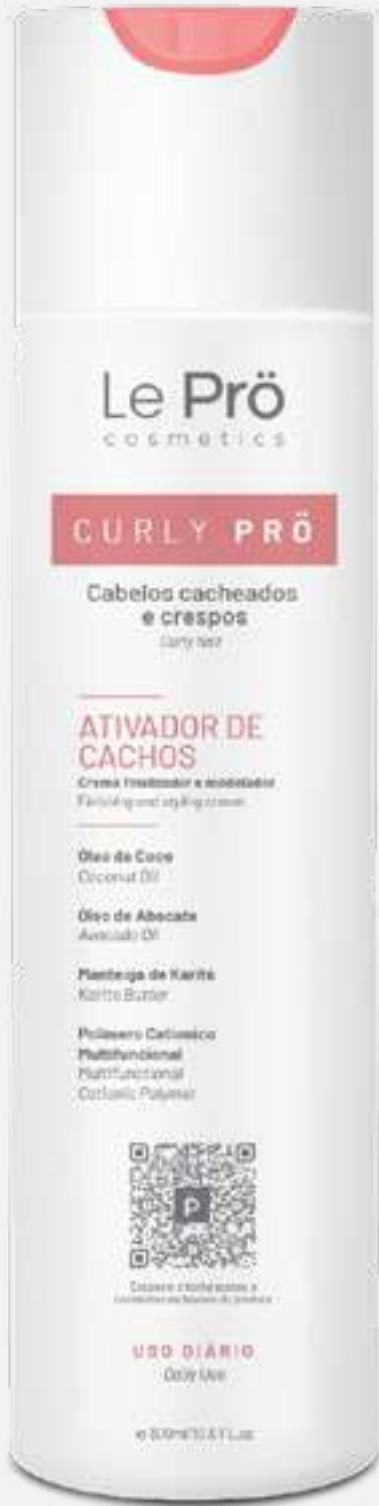 Le Prö
cosmetics
CURLY PRÖ
Cabelos cacheados
e crespos
Curly hair
ATIVADOR DE
CACHOS
Creme finalizador e modelador
Finishing and styling cream
Óleo de Coco
Coconut Oil
Óleo de Abacate
Avocado Oil
Manteiga de Karité
Karite Butter
Polímero Catiônico
Multifuncional
Multifunctional
Cationic Polymer
P
USO DIÁRIO
Daily Use